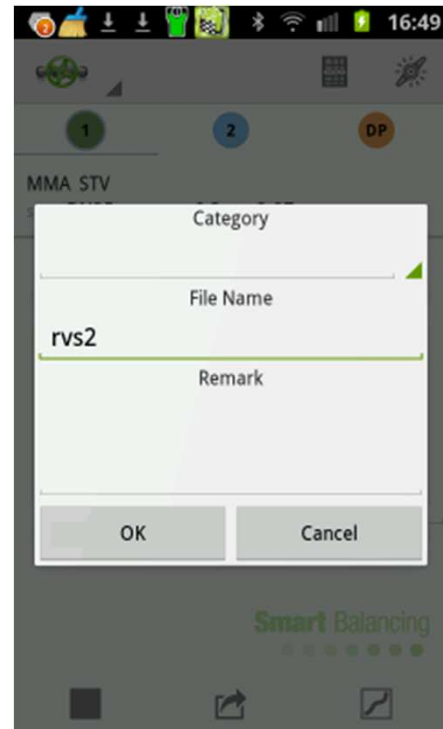 16:49
1 2 DP
MMA STV
Category
File Name
rvs2
Remark
OK Cancel
Smart Balancing